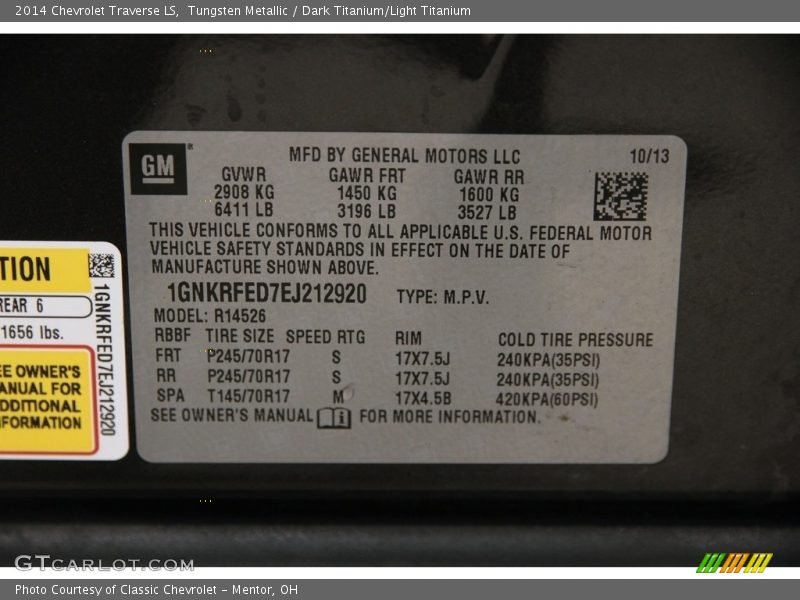 2014 Chevrolet Traverse LS,  Tungsten Metallic / Dark Titanium/Light Titanium
GM
MFD BY GENERAL MOTORS LLC
10/13
GVWR GAWR FRT GAWR RR
2908 KG 1450 KG 1600 KG
6411 LB 3196 LB 3527 LB
THIS VEHICLE CONFORMS TO ALL APPLICABLE U.S. FEDERAL MOTOR
VEHICLE SAFETY STANDARDS IN EFFECT ON THE DATE OF
MANUFACTURE SHOWN ABOVE.
1GNKRFED7EJ212920 TYPE: M.P.V.
MODEL: R14526
RBBF TIRE SIZE SPEED RTG RIM COLD TIRE PRESSURE
FRT P245/70R17 S 17X7.5J 240KPA(35PSI)
RR P245/70R17 S 17X7.5J 240KPA(35PSI)
SPA T145/70R17 M 17X4.5B 420KPA(60PSI)
SEE OWNER'S MANUAL i FOR MORE INFORMATION.
TION
REAR 6
1656 lbs.
EE OWNER'S
ANUAL FOR
DDITIONAL
FORMATION
1GNKRFED7EJ212920
GTCARLOT.COM
Photo Courtesy of Classic Chevrolet - Mentor, OH